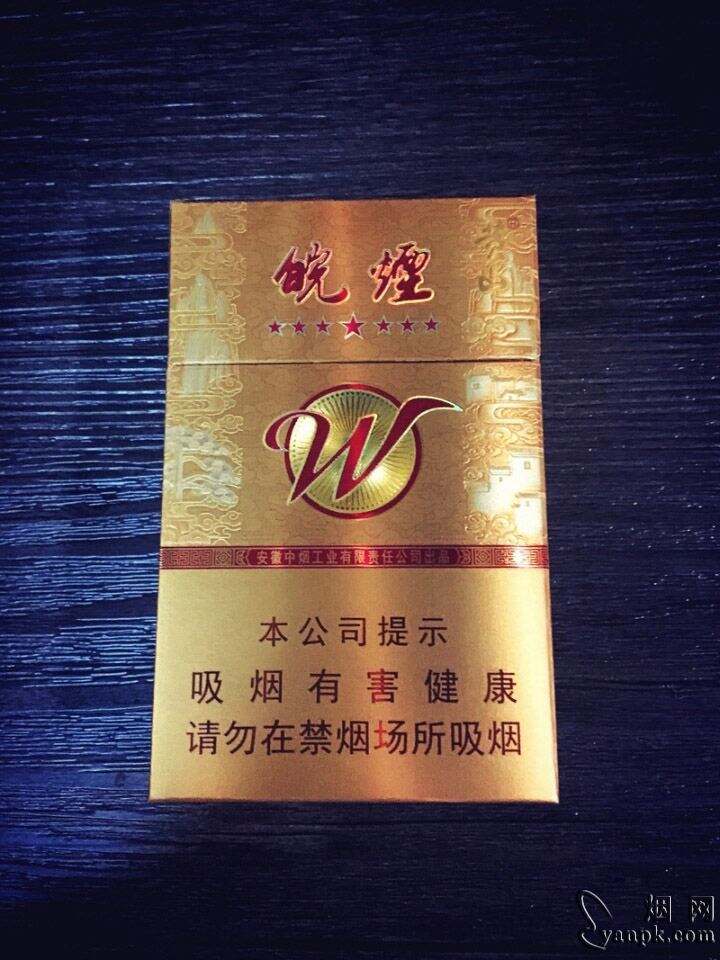 皖煙
W
安徽中烟工业有限责任公司出品
本公司提示
吸烟有害健康
请勿在禁烟场所吸烟
烟网
yanpk.com